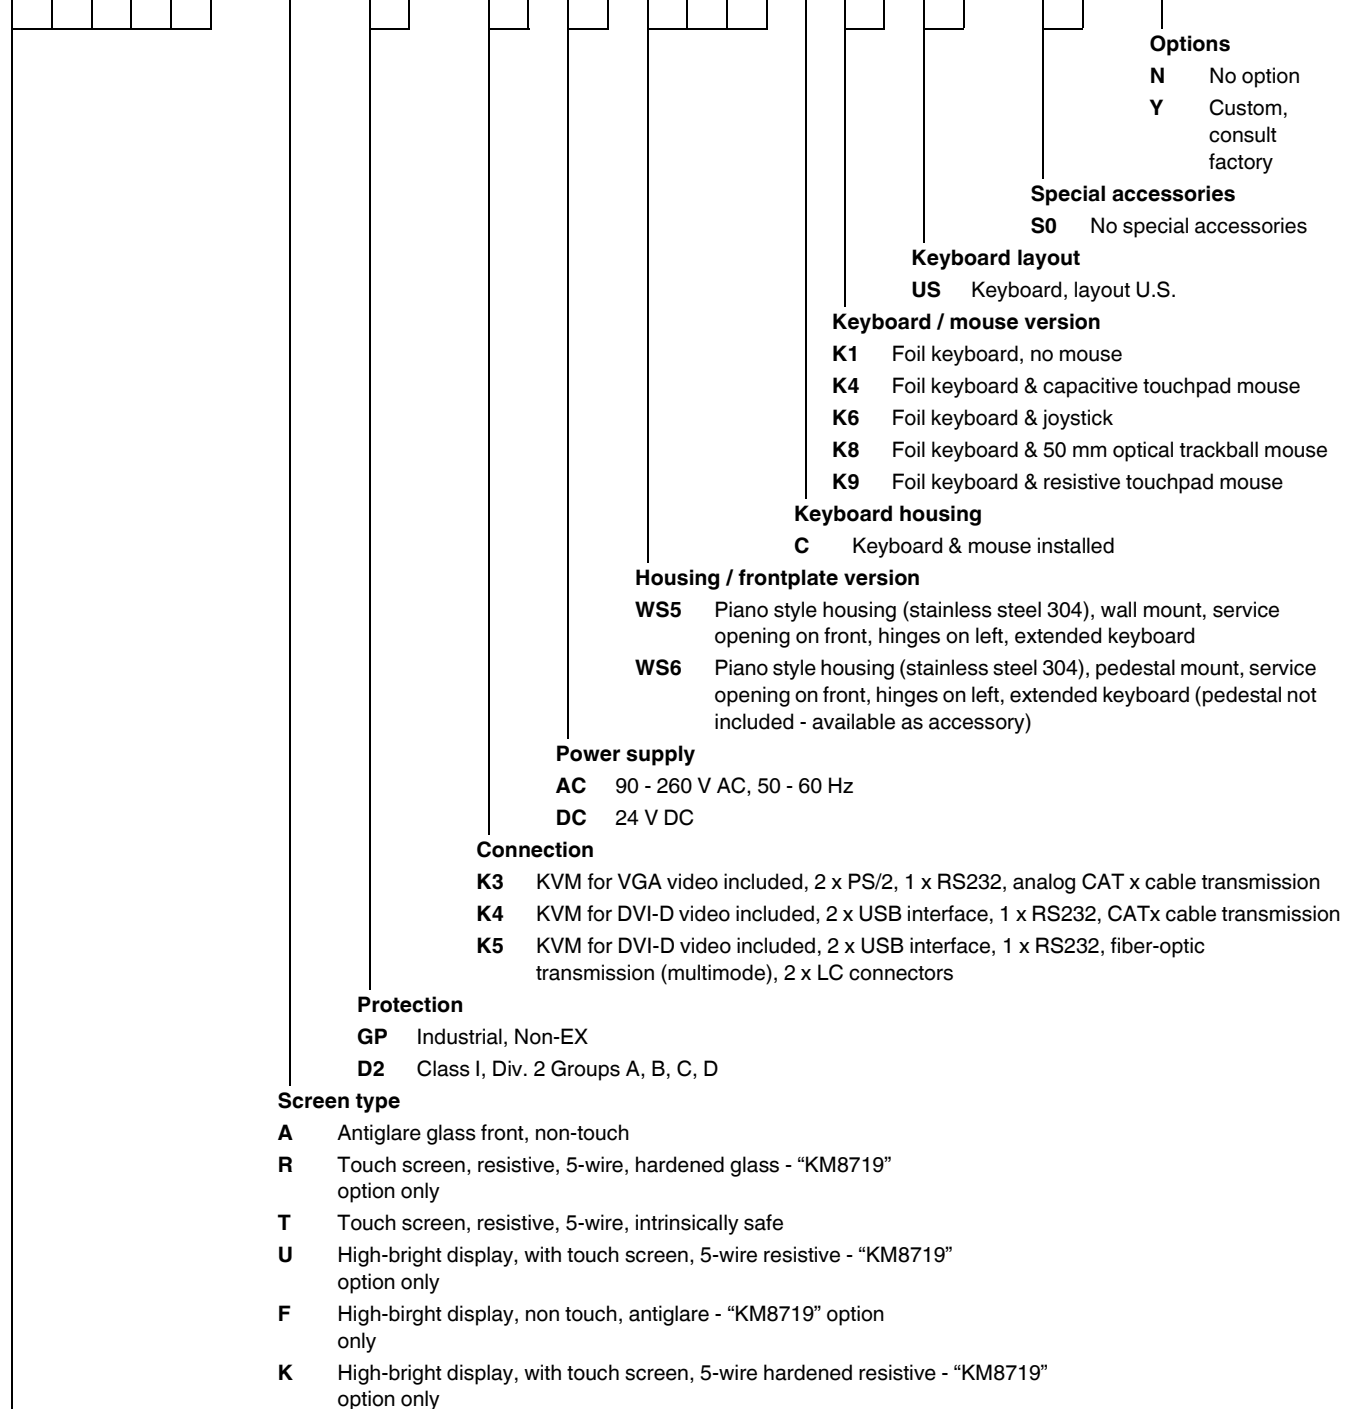 Options
N No option
Y Custom,
consult
factory
Special accessories
S0 No special accessories
Keyboard layout
US Keyboard, layout U.S.
Keyboard / mouse version
K1 Foil keyboard, no mouse
K4 Foil keyboard & capacitive touchpad mouse
K6 Foil keyboard & joystick
K8 Foil keyboard & 50 mm optical trackball mouse
K9 Foil keyboard & resistive touchpad mouse
Keyboard housing
C Keyboard & mouse installed
Housing / frontplate version
WS5 Piano style housing (stainless steel 304), wall mount, service
opening on front, hinges on left, extended keyboard
WS6 Piano style housing (stainless steel 304), pedestal mount, service
opening on front, hinges on left, extended keyboard (pedestal not
included - available as accessory)
Power supply
AC 90 - 260 V AC, 50 - 60 Hz
DC 24 V DC
Connection
K3 KVM for VGA video included, 2 x PS/2, 1 x RS232, analog CAT x cable transmission
K4 KVM for DVI-D video included, 2 x USB interface, 1 x RS232, CATx cable transmission
K5 KVM for DVI-D video included, 2 x USB interface, 1 x RS232, fiber-optic
transmission (multimode), 2 x LC connectors
Protection
GP Industrial, Non-EX
D2 Class I, Div. 2 Groups A, B, C, D
Screen type
A Antiglare glass front, non-touch
R Touch screen, resistive, 5-wire, hardened glass - “KM8719”
option only
T Touch screen, resistive, 5-wire, intrinsically safe
U High-bright display, with touch screen, 5-wire resistive - “KM8719”
option only
F High-birght display, non touch, antiglare - “KM8719” option
only
K High-bright display, with touch screen, 5-wire hardened resistive - “KM8719”
option only